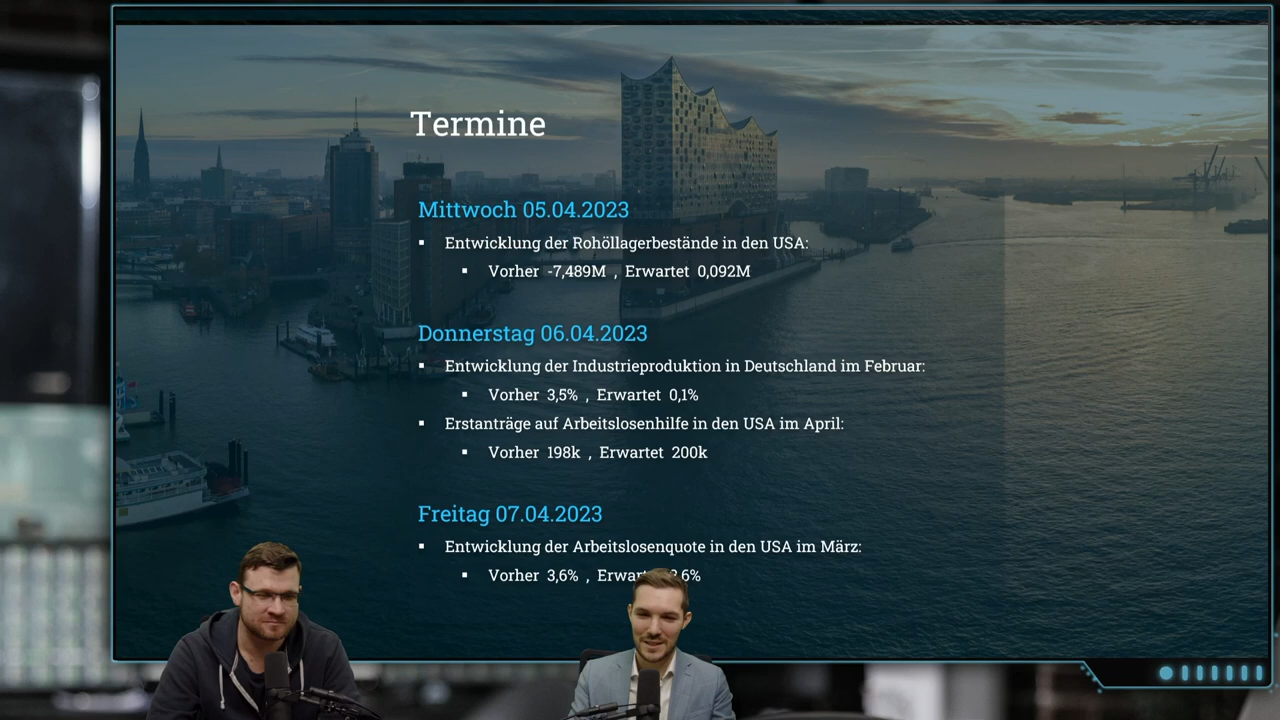 Termine
Mittwoch 05.04.2023
Entwicklung der Rohöllagerbestände in den USA:
Vorher -7,489M , Erwartet 0,092M
Donnerstag 06.04.2023
Entwicklung der Industrieproduktion in Deutschland im Februar:
Vorher 3,5% , Erwartet 0,1%
Erstanträge auf Arbeitslosenhilfe in den USA im April:
Vorher 198k , Erwartet 200k
Freitag 07.04.2023
Entwicklung der Arbeitslosenquote in den USA im März:
Vorher 3,6% ,